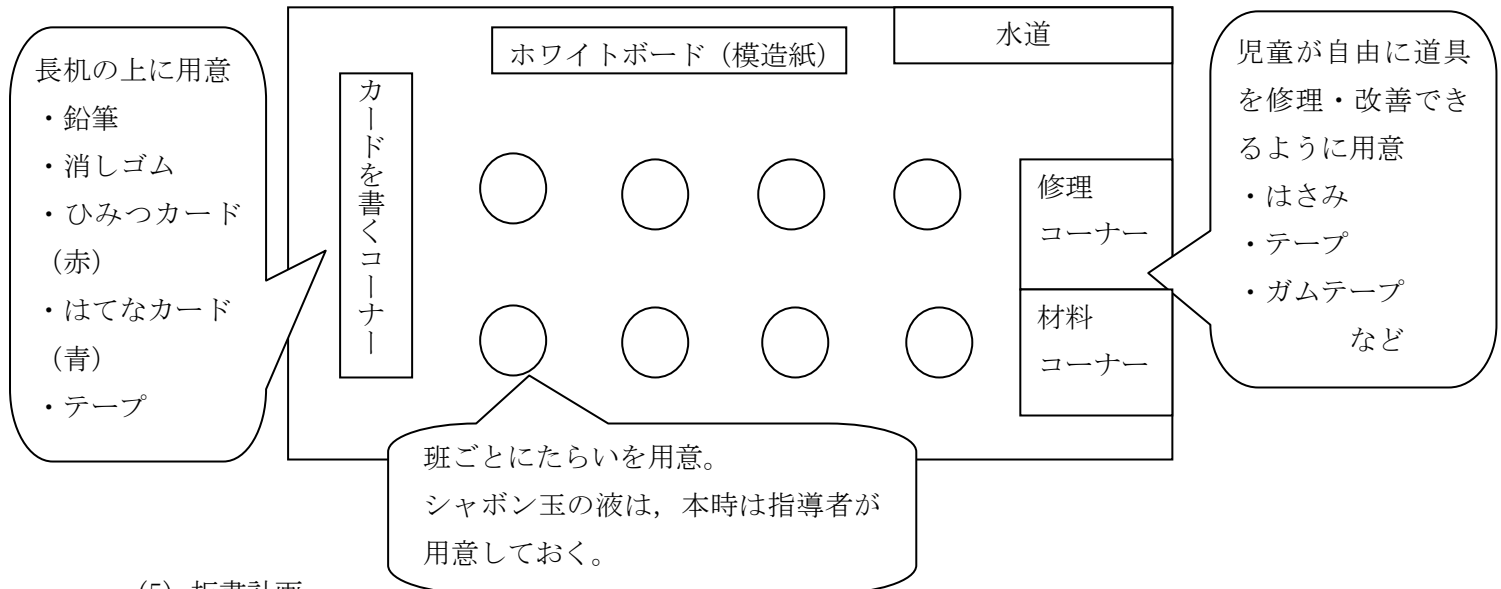 長机の上に用意
・鉛筆
・消しゴム
・ひみつカード
（赤）
・はてなカード
（青）
・テープ
ホワイトボード（模造紙）
水道
カードを書くコーナー
修理
コーナー
材料
コーナー
児童が自由に道具
を修理・改善でき
るように用意
・はさみ
・テープ
・ガムテープ
など
班ごとにたらいを用意。
シャボン玉の液は，本時は指導者が
用意しておく。
（5）板書計画